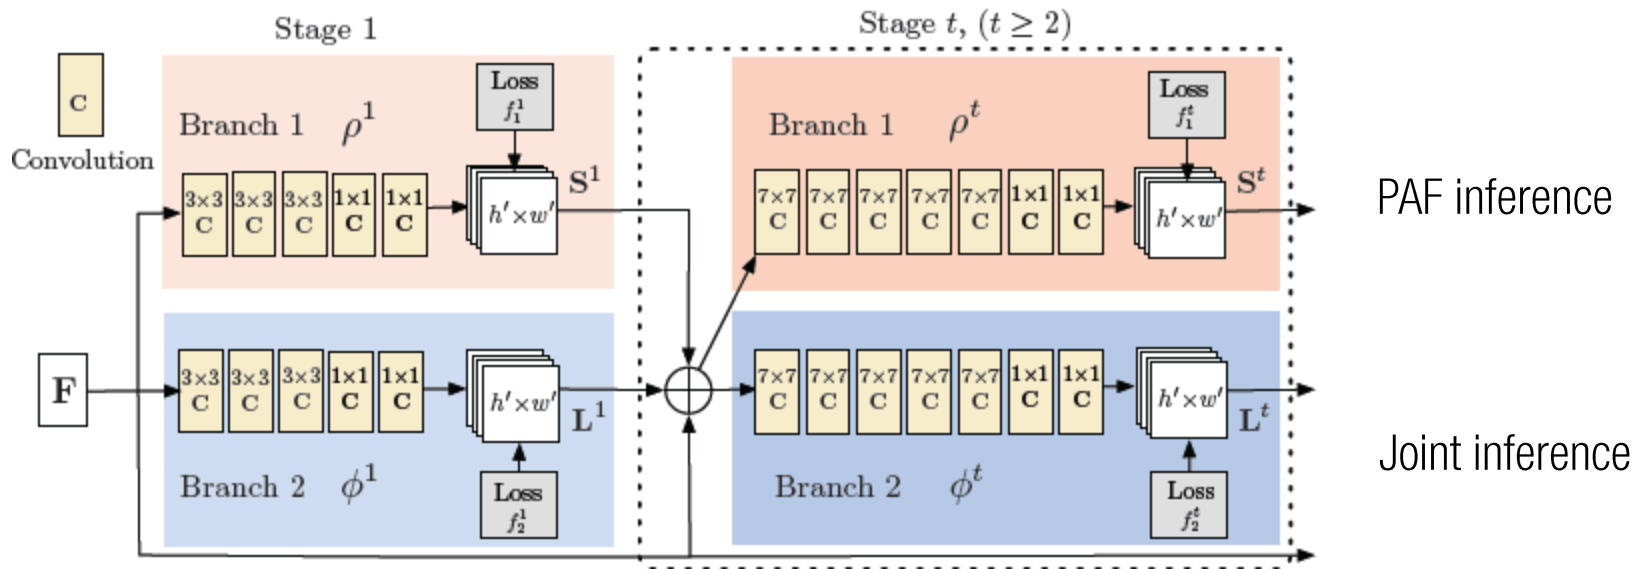 Stage 1
Stage t, (t ≥ 2)
C
Convolution
Branch 1 ρ¹
Loss
f₁¹
3×3 3×3 3×3 1×1 1×1
C C C C C
h′×w′
S¹
Branch 1 ρᵗ
Loss
f₁ᵗ
7×7 7×7 7×7 7×7 7×7 1×1 1×1
C C C C C C C
h′×w′
Sᵗ
PAF inference
F
3×3 3×3 3×3 1×1 1×1
C C C C C
h′×w′
L¹
Branch 2 ϕ¹
Loss
f₂¹
7×7 7×7 7×7 7×7 7×7 1×1 1×1
C C C C C C C
h′×w′
Lᵗ
Branch 2 ϕᵗ
Loss
f₂ᵗ
Joint inference